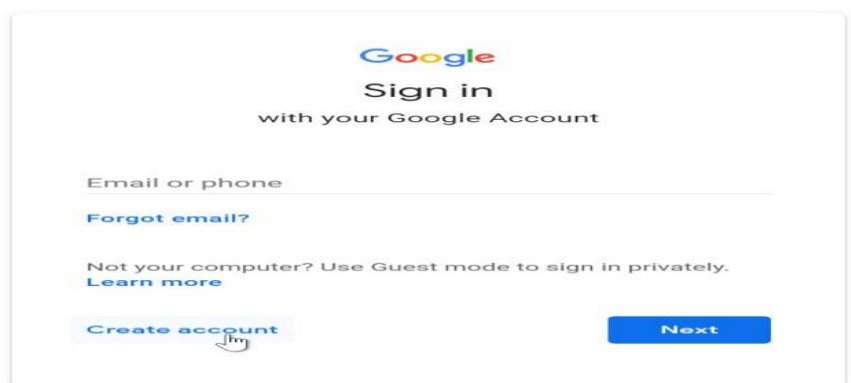 Google
Sign in
with your Google Account
Email or phone
Forgot email?
Not your computer? Use Guest mode to sign in privately.
Learn more
Create account
Next